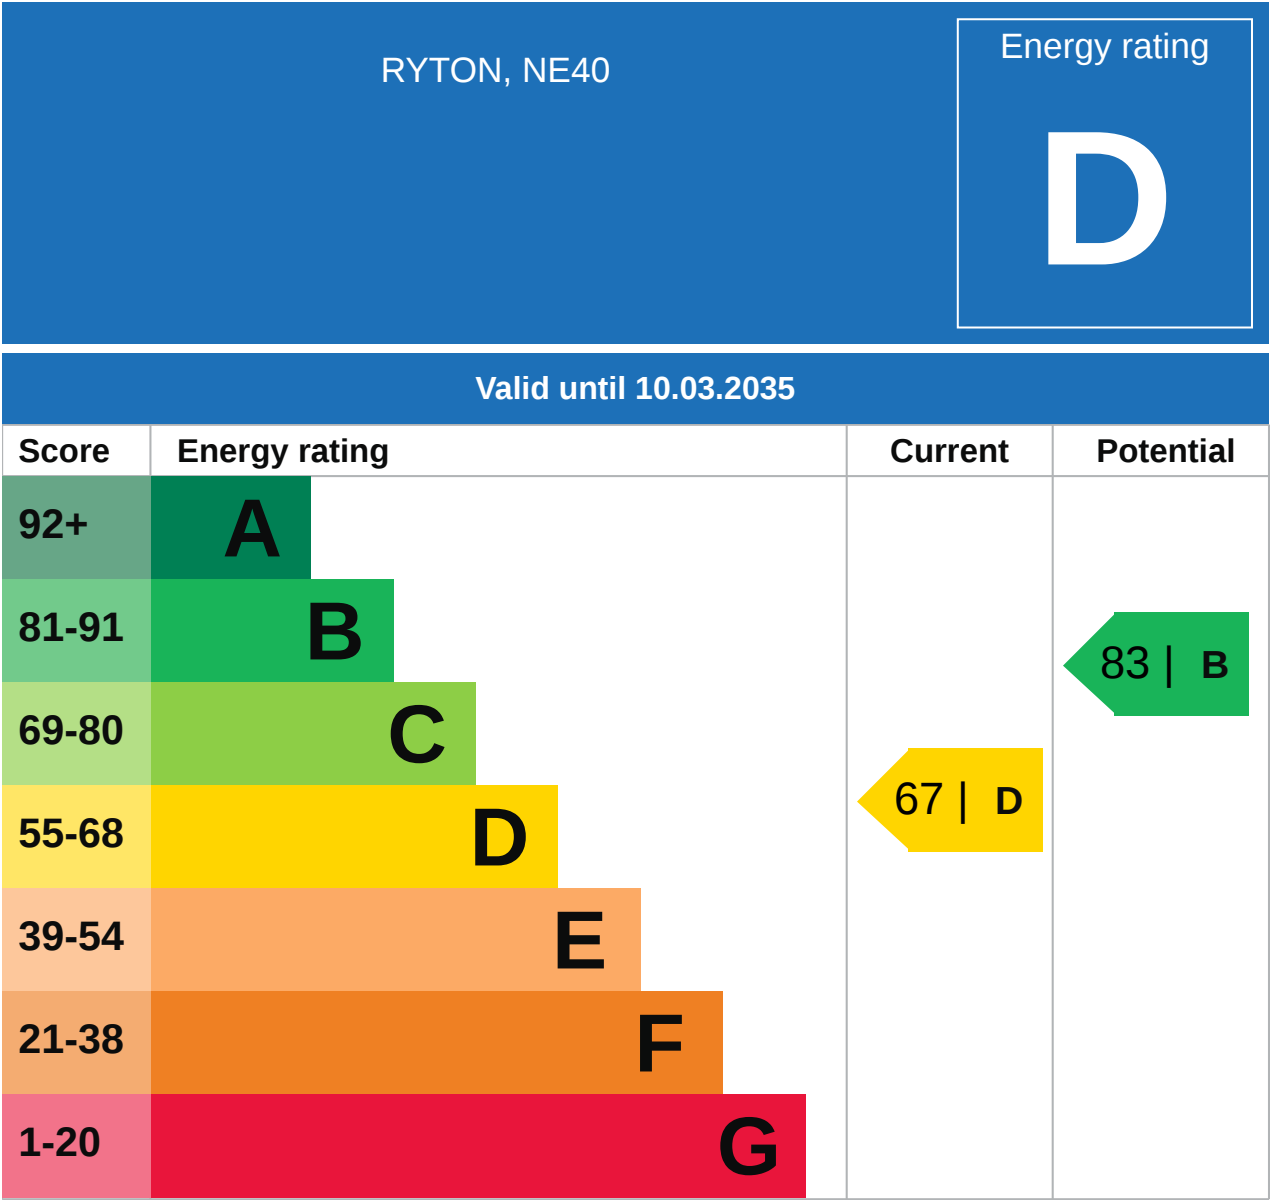 RYTON, NE40
Energy rating
D
Valid until 10.03.2035
Score Energy rating Current Potential
92+ A
81-91 B
83 | B
69-80 C
67 | D
55-68 D
39-54 E
21-38 F
1-20 G